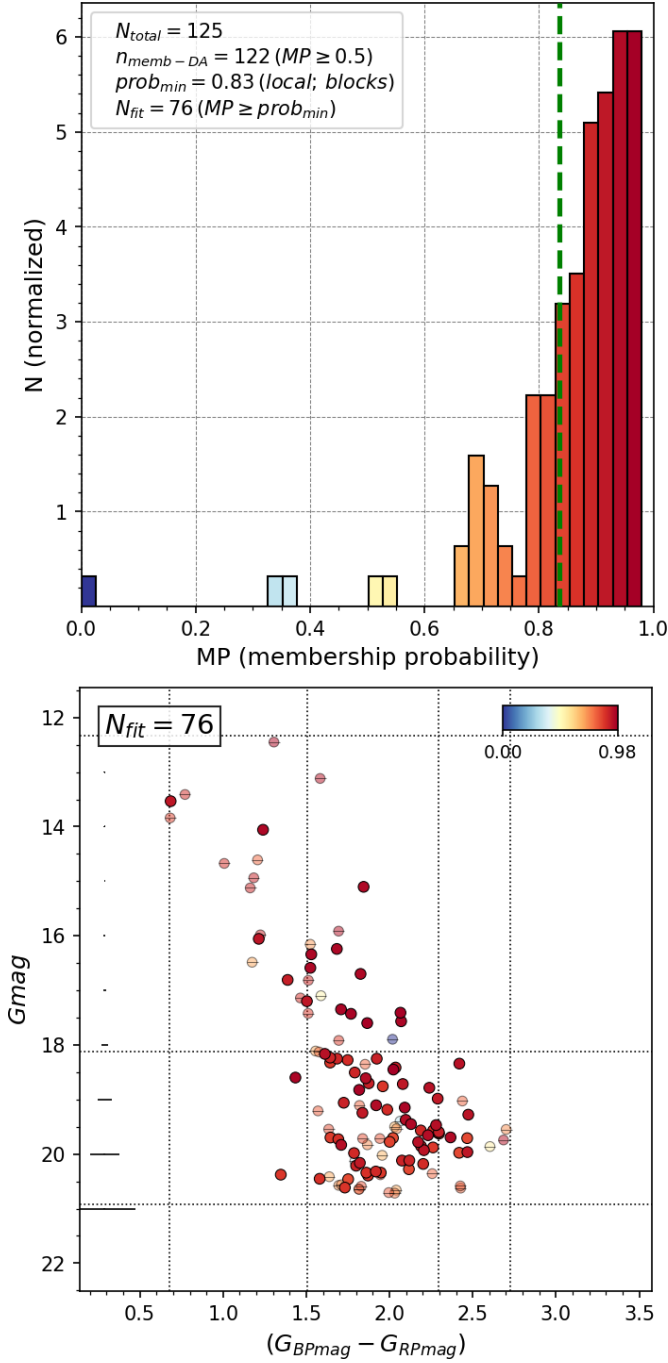 N_total = 125
n_memb−DA = 122 (MP ≥ 0.5)
prob_min = 0.83 (local; blocks)
N_fit = 76 (MP ≥ prob_min)
6
5
4
3
2
1
N (normalized)
0.0 0.2 0.4 0.6 0.8 1.0
MP (membership probability)
N_fit = 76
0.00 0.98
12
14
16
18
20
22
Gmag
0.5 1.0 1.5 2.0 2.5 3.0 3.5
(G_BPmag − G_RPmag)